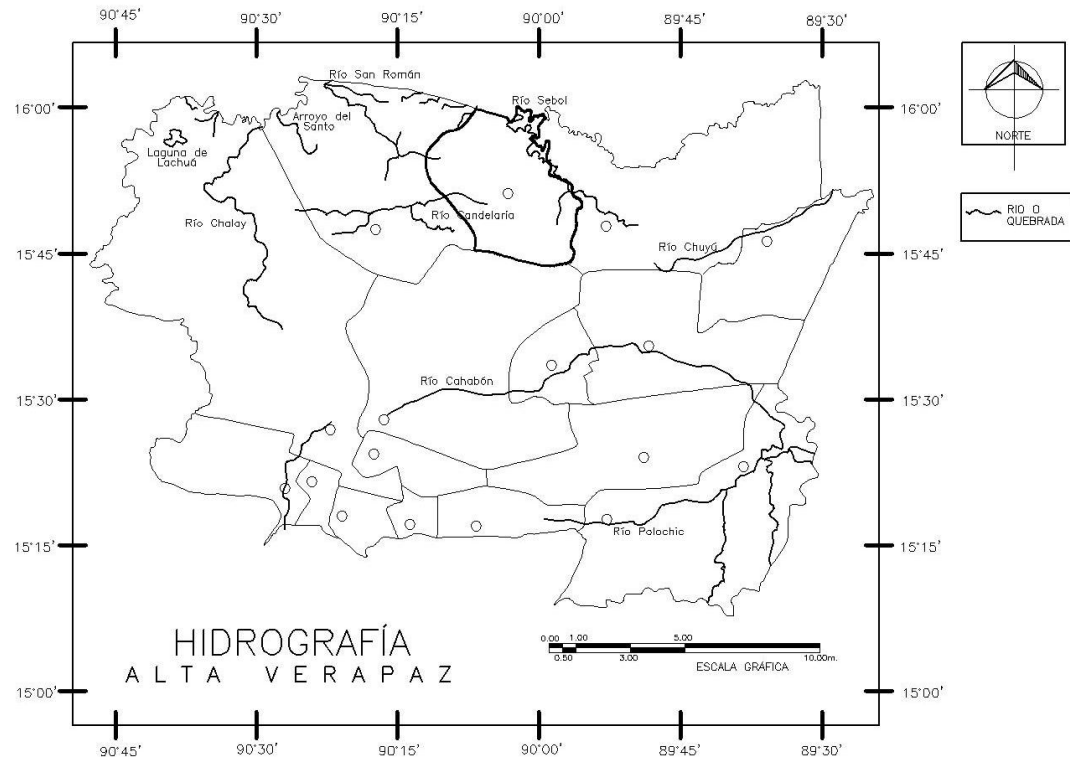 90°45' 90°30' 90°15' 90°00' 89°45' 89°30'
16°00' 16°00'
Río San Román
Río Sebol
Arroyo del
Santo
Laguna de
Lachuá
NORTE
RIO O
QUEBRADA
Río Chalay
Río Candelaría
Río Chuyú
15°45' 15°45'
Río Cahabón
15°30' 15°30'
Río Polochic
15°15' 15°15'
HIDROGRAFÍA
ALTA VERAPAZ
0.00 1.00 5.00
0.50 3.00 10.00m.
ESCALA GRÁFICA
15°00' 15°00'
90°45' 90°30' 90°15' 90°00' 89°45' 89°30'